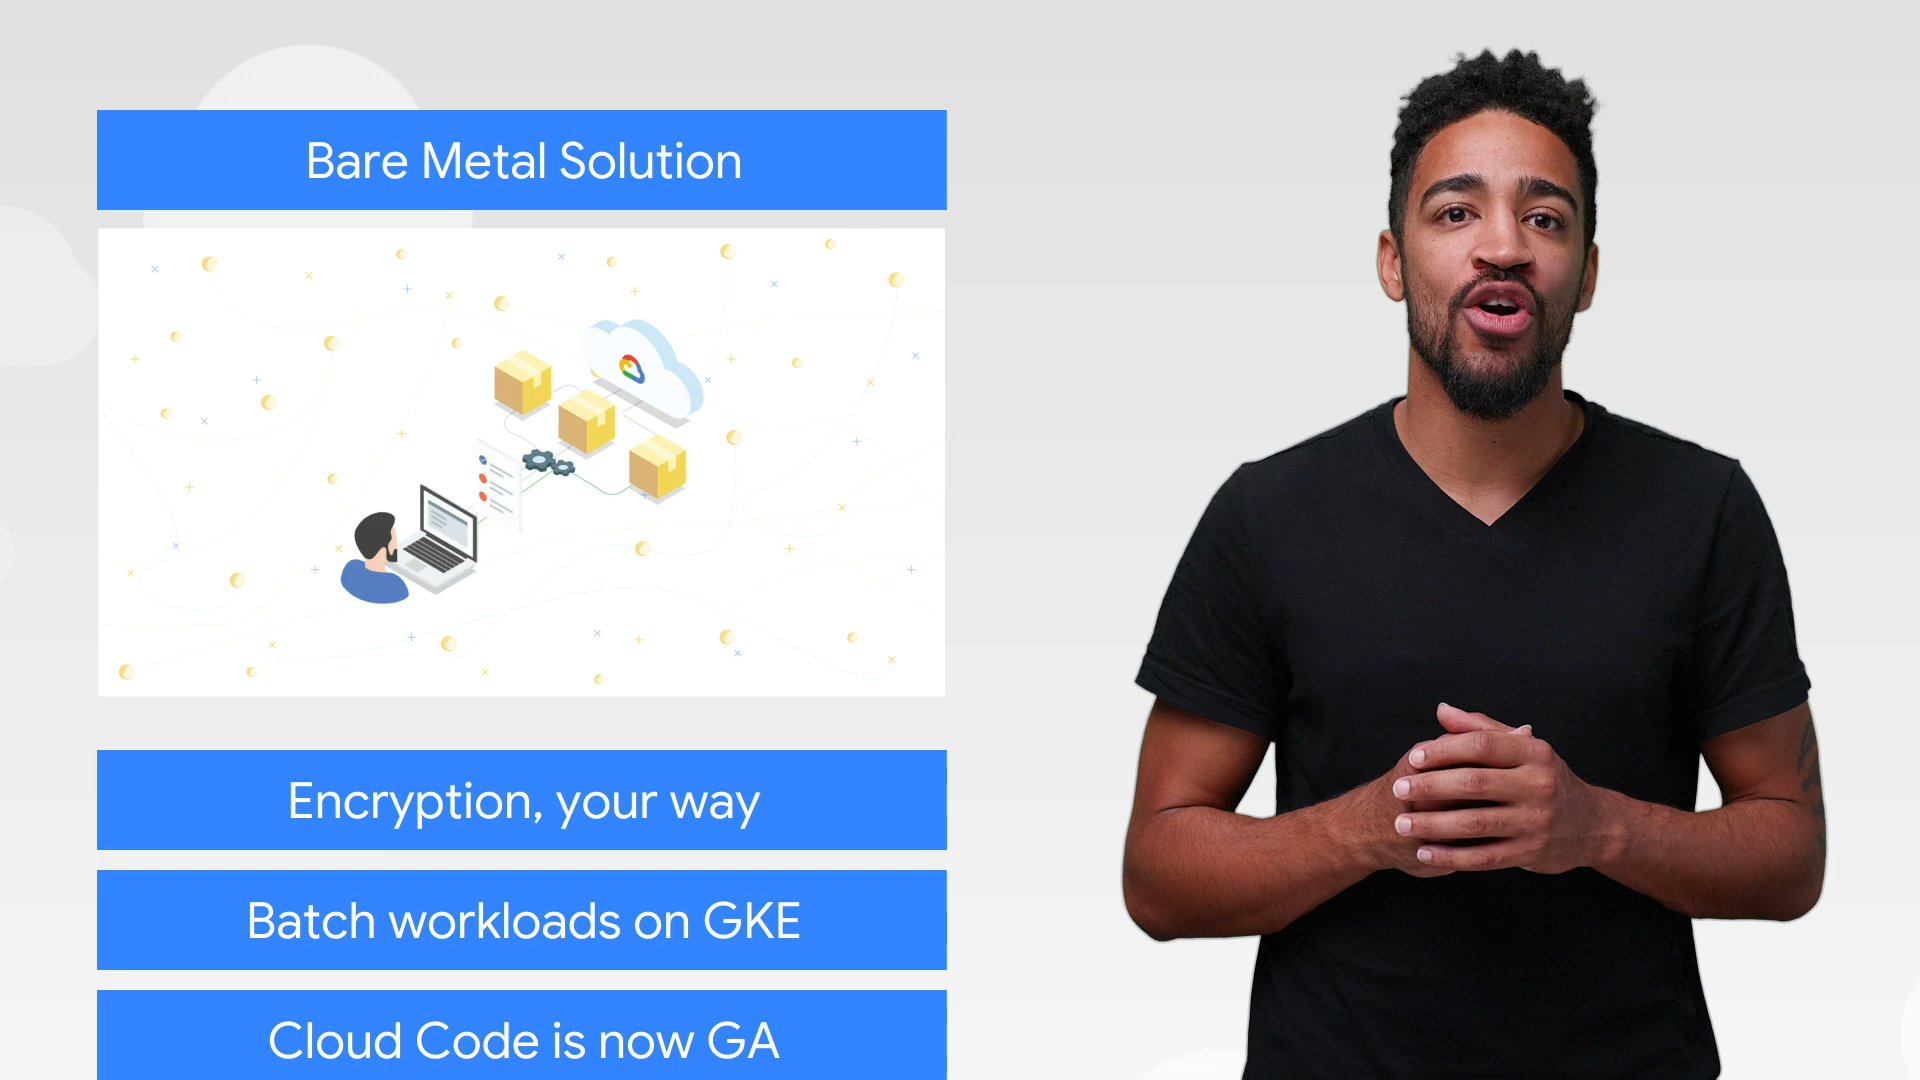 Bare Metal Solution
Encryption, your way
Batch workloads on GKE
Cloud Code is now GA